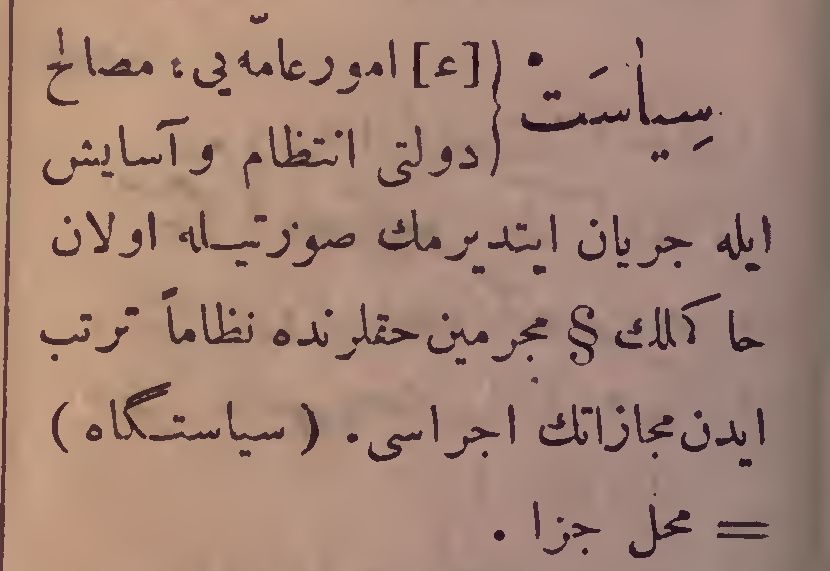 سِیاسَتْ { [ع] امور عامّه یی، مصالح
دولتی انتظام و آسایش
ایله جریان ایتدیرمك صورتیله اولان
حاكملك § مجرمین حقلرنده نظاماً ترتب
ایدن مجازاتك اجراسی. (سیاستگاه)
= محل جزا .